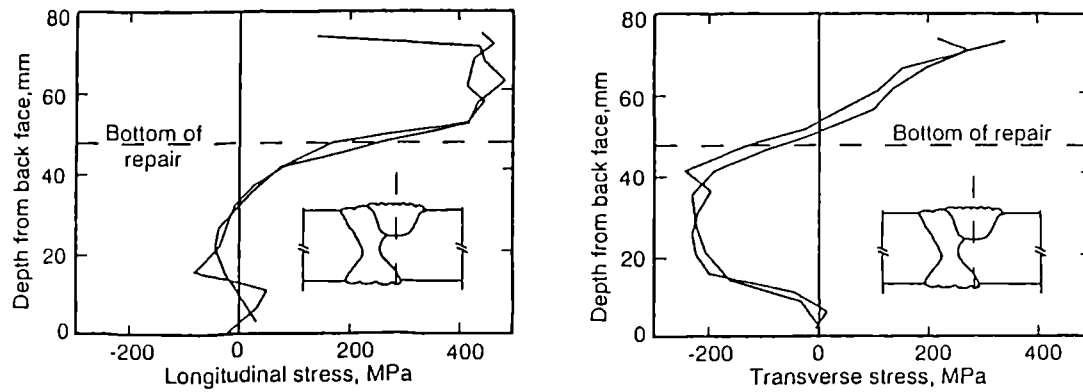 80
60
40
20
0
Depth from back face,mm
Bottom of
repair
-200
0
200
400
Longitudinal stress, MPa
80
60
40
20
0
Depth from back face,mm
Bottom of repair
-200
0
200
400
Transverse stress, MPa